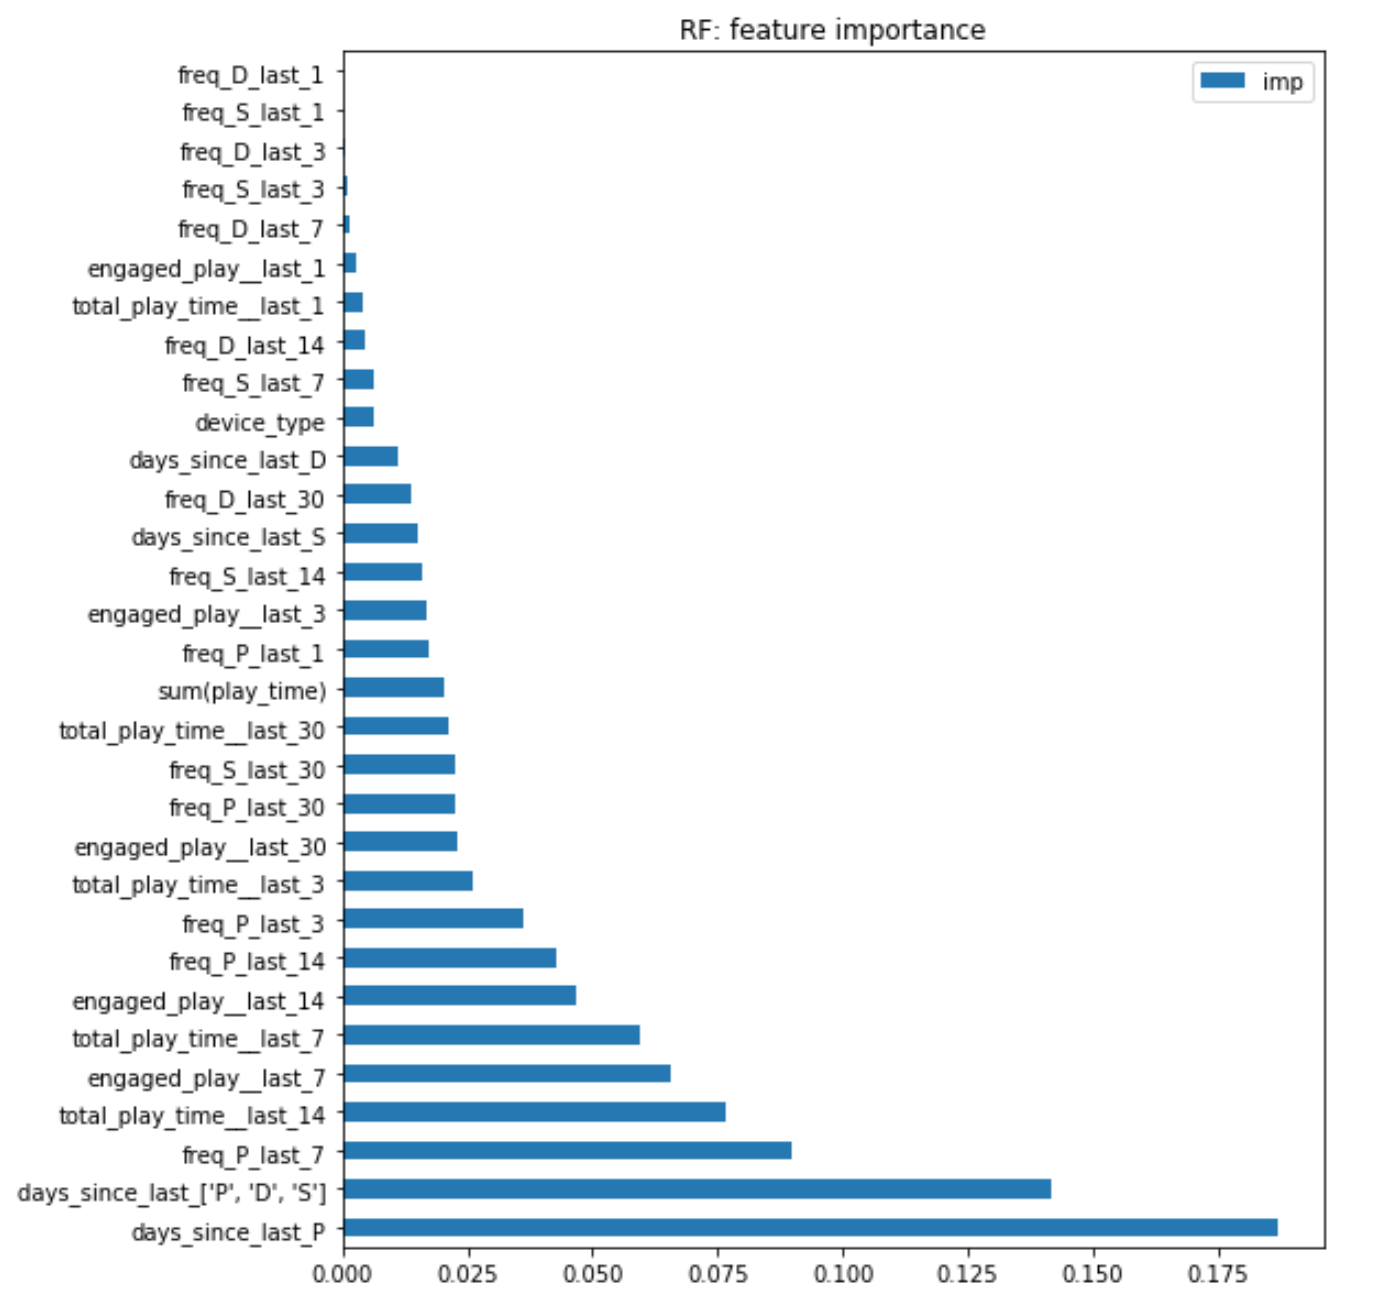 RF: feature importance
imp
freq_D_last_1
freq_S_last_1
freq_D_last_3
freq_S_last_3
freq_D_last_7
engaged_play__last_1
total_play_time__last_1
freq_D_last_14
freq_S_last_7
device_type
days_since_last_D
freq_D_last_30
days_since_last_S
freq_S_last_14
engaged_play__last_3
freq_P_last_1
sum(play_time)
total_play_time__last_30
freq_S_last_30
freq_P_last_30
engaged_play__last_30
total_play_time__last_3
freq_P_last_3
freq_P_last_14
engaged_play__last_14
total_play_time__last_7
engaged_play__last_7
total_play_time__last_14
freq_P_last_7
days_since_last_['P', 'D', 'S']
days_since_last_P
0.000 0.025 0.050 0.075 0.100 0.125 0.150 0.175